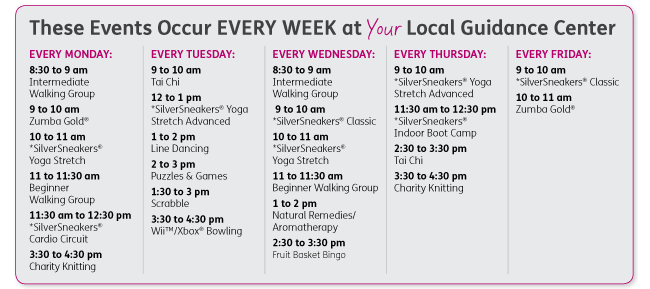 These Events Occur EVERY WEEK at Your Local Guidance Center
EVERY MONDAY:
8:30 to 9 am
Intermediate
Walking Group
9 to 10 am
Zumba Gold®
10 to 11 am
*SilverSneakers®
Yoga Stretch
11 to 11:30 am
Beginner
Walking Group
11:30 am to 12:30 pm
*SilverSneakers®
Cardio Circuit
3:30 to 4:30 pm
Charity Knitting
EVERY TUESDAY:
9 to 10 am
Tai Chi
12 to 1 pm
*SilverSneakers® Yoga
Stretch Advanced
1 to 2 pm
Line Dancing
2 to 3 pm
Puzzles & Games
1:30 to 3 pm
Scrabble
3:30 to 4:30 pm
Wii™/Xbox® Bowling
EVERY WEDNESDAY:
8:30 to 9 am
Intermediate
Walking Group
9 to 10 am
*SilverSneakers® Classic
10 to 11 am
*SilverSneakers®
Yoga Stretch
11 to 11:30 am
Beginner Walking Group
1 to 2 pm
Natural Remedies/
Aromatherapy
2:30 to 3:30 pm
Fruit Basket Bingo
EVERY THURSDAY:
9 to 10 am
*SilverSneakers® Yoga
Stretch Advanced
11:30 am to 12:30 pm
*SilverSneakers®
Indoor Boot Camp
2:30 to 3:30 pm
Tai Chi
3:30 to 4:30 pm
Charity Knitting
EVERY FRIDAY:
9 to 10 am
*SilverSneakers® Classic
10 to 11 am
Zumba Gold®